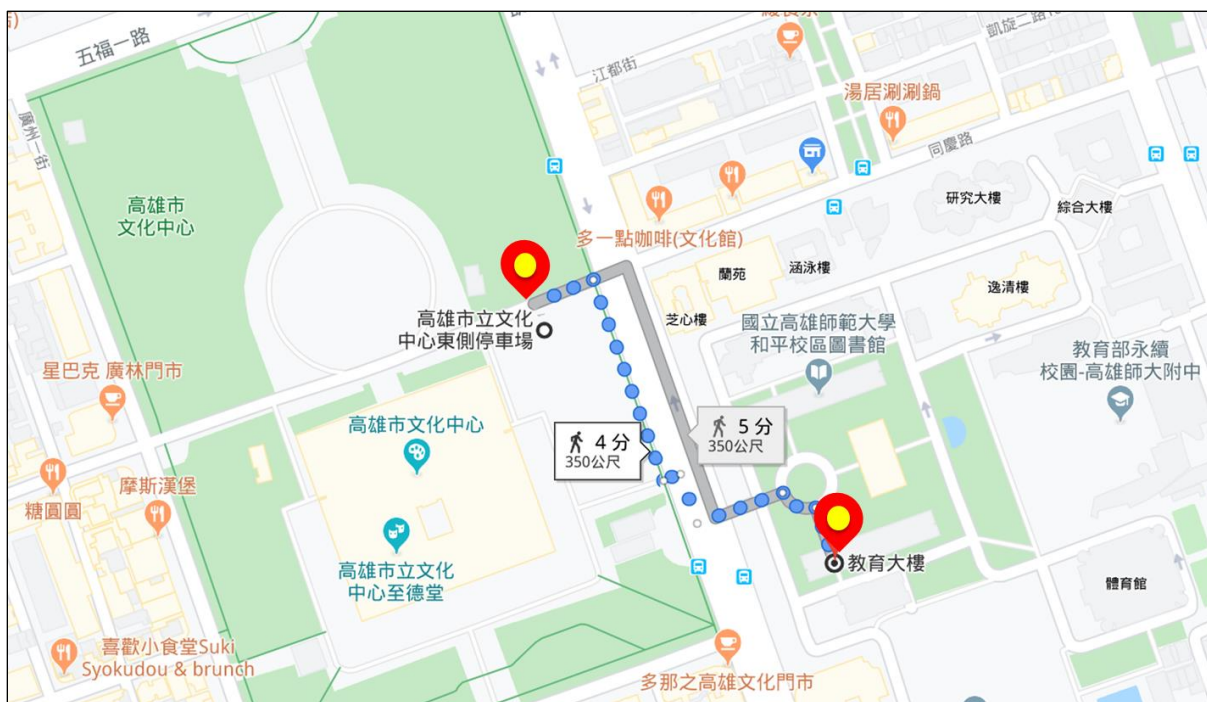 五福一路
廣州一街
江都街
凱旋二路
湯居涮涮鍋
同慶路
高雄市
文化中心
多一點咖啡(文化館)
研究大樓
綜合大樓
蘭苑
涵泳樓
逸清樓
芝心樓
高雄市立文化
中心東側停車場
國立高雄師範大學
和平校區圖書館
教育部永續
校園-高雄師大附中
星巴克 廣林門市
高雄市文化中心
4 分
350公尺
5 分
350公尺
糖圓圓
摩斯漢堡
高雄市立文化
中心至德堂
教育大樓
體育館
喜歡小食堂Suki
Syokudou & brunch
多那之高雄文化門市